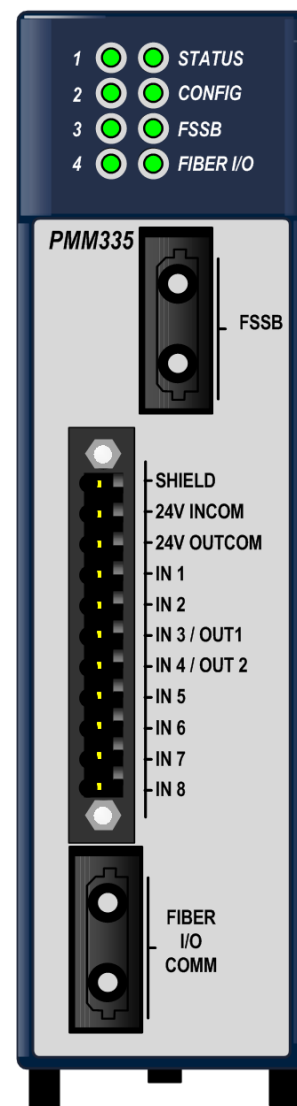 1 STATUS
2 CONFIG
3 FSSB
4 FIBER I/O
PMM335
FSSB
SHIELD
24V INCOM
24V OUTCOM
IN 1
IN 2
IN 3 / OUT1
IN 4 / OUT 2
IN 5
IN 6
IN 7
IN 8
FIBER
I/O
COMM